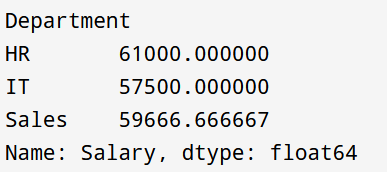 Department
HR       61000.000000
IT       57500.000000
Sales    59666.666667
Name: Salary, dtype: float64